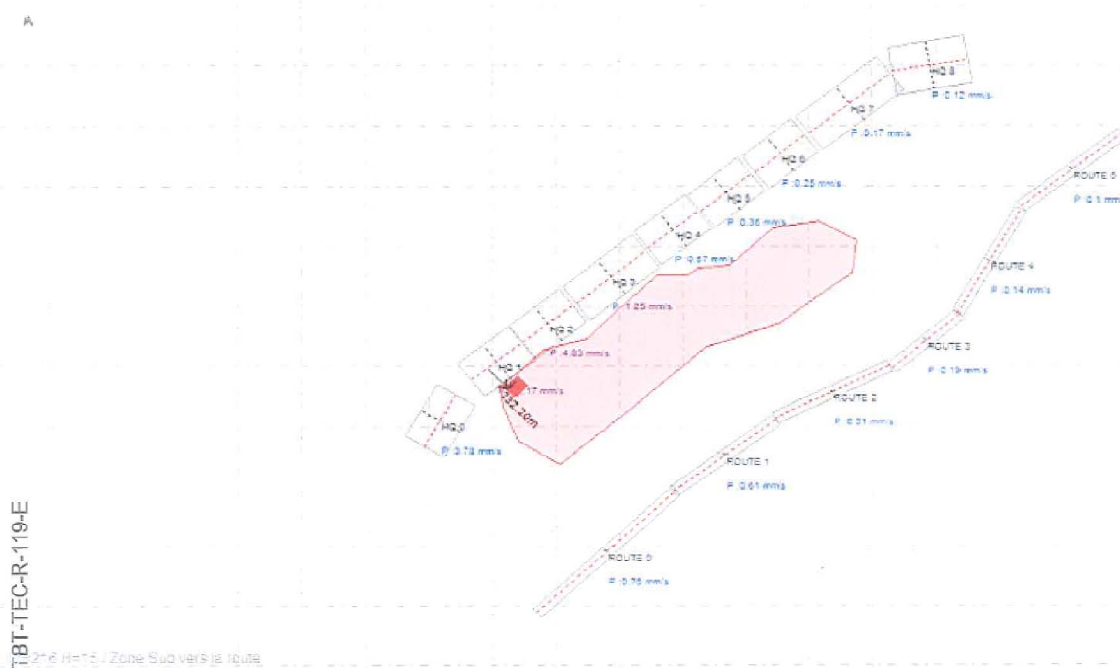 HQ 8
P :0.12 mm/s
HQ 7
P :0.17 mm/s
HQ 6
P :0.25 mm/s
ROUTE 5
HQ 5
P :0.36 mm/s
HQ 4
P :0.57 mm/s
ROUTE 4
P :0.14 mm/s
HQ 3
P :1.25 mm/s
HQ 2
P :4.83 mm/s
ROUTE 3
P :0.19 mm/s
HQ 1
17 mm/s
ROUTE 2
P :0.31 mm/s
HQ 0
P :3.78 mm/s
ROUTE 1
P :0.61 mm/s
ROUTE 0
P :0.76 mm/s
TBT-TEC-R-119-E
H=15 / Zone Sud vers la route